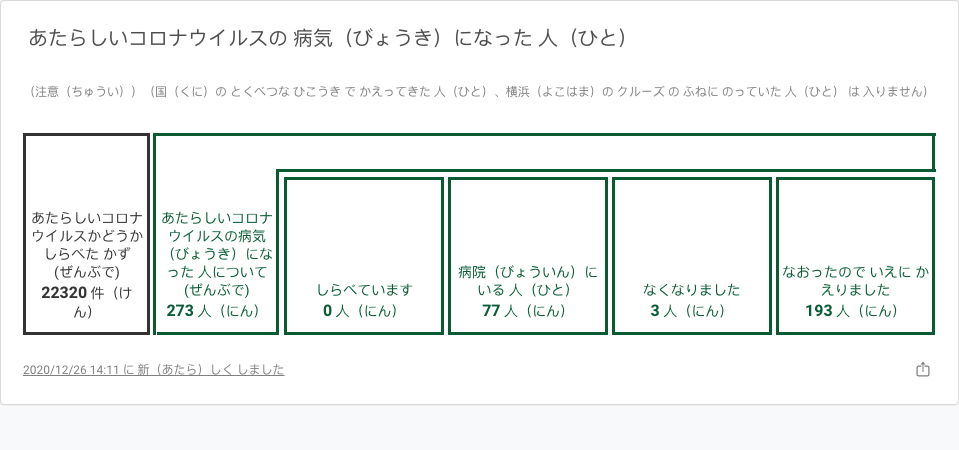 あたらしいコロナウイルスの 病気（びょうき）になった 人（ひと）
（注意（ちゅうい））（国（くに）の とくべつな ひこうき で かえってきた 人（ひと）、横浜（よこはま）の クルーズ の ふねに のっていた 人（ひと） は 入りません）
あたらしいコロナ
ウイルスかどうか
しらべた かず
(ぜんぶで)
22320 件（け
ん）
あたらしいコロナ
ウイルスの病気
（びょうき）にな
った 人について
(ぜんぶで)
273 人（にん）
しらべています
0 人（にん）
病院（びょういん）に
いる 人（ひと）
77 人（にん）
なくなりました
3 人（にん）
なおったので いえに か
えりました
193 人（にん）
2020/12/26 14:11 に 新（あたら）しく しました